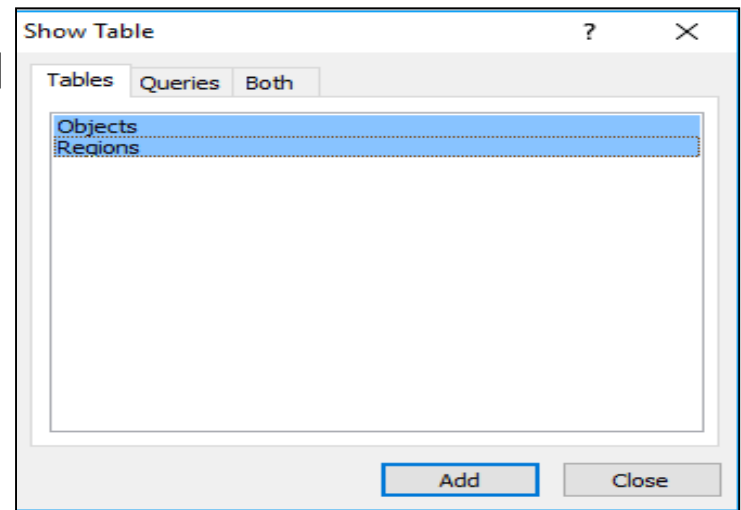 Show Table ?
Tables Queries Both
Objects
Regions
Add Close